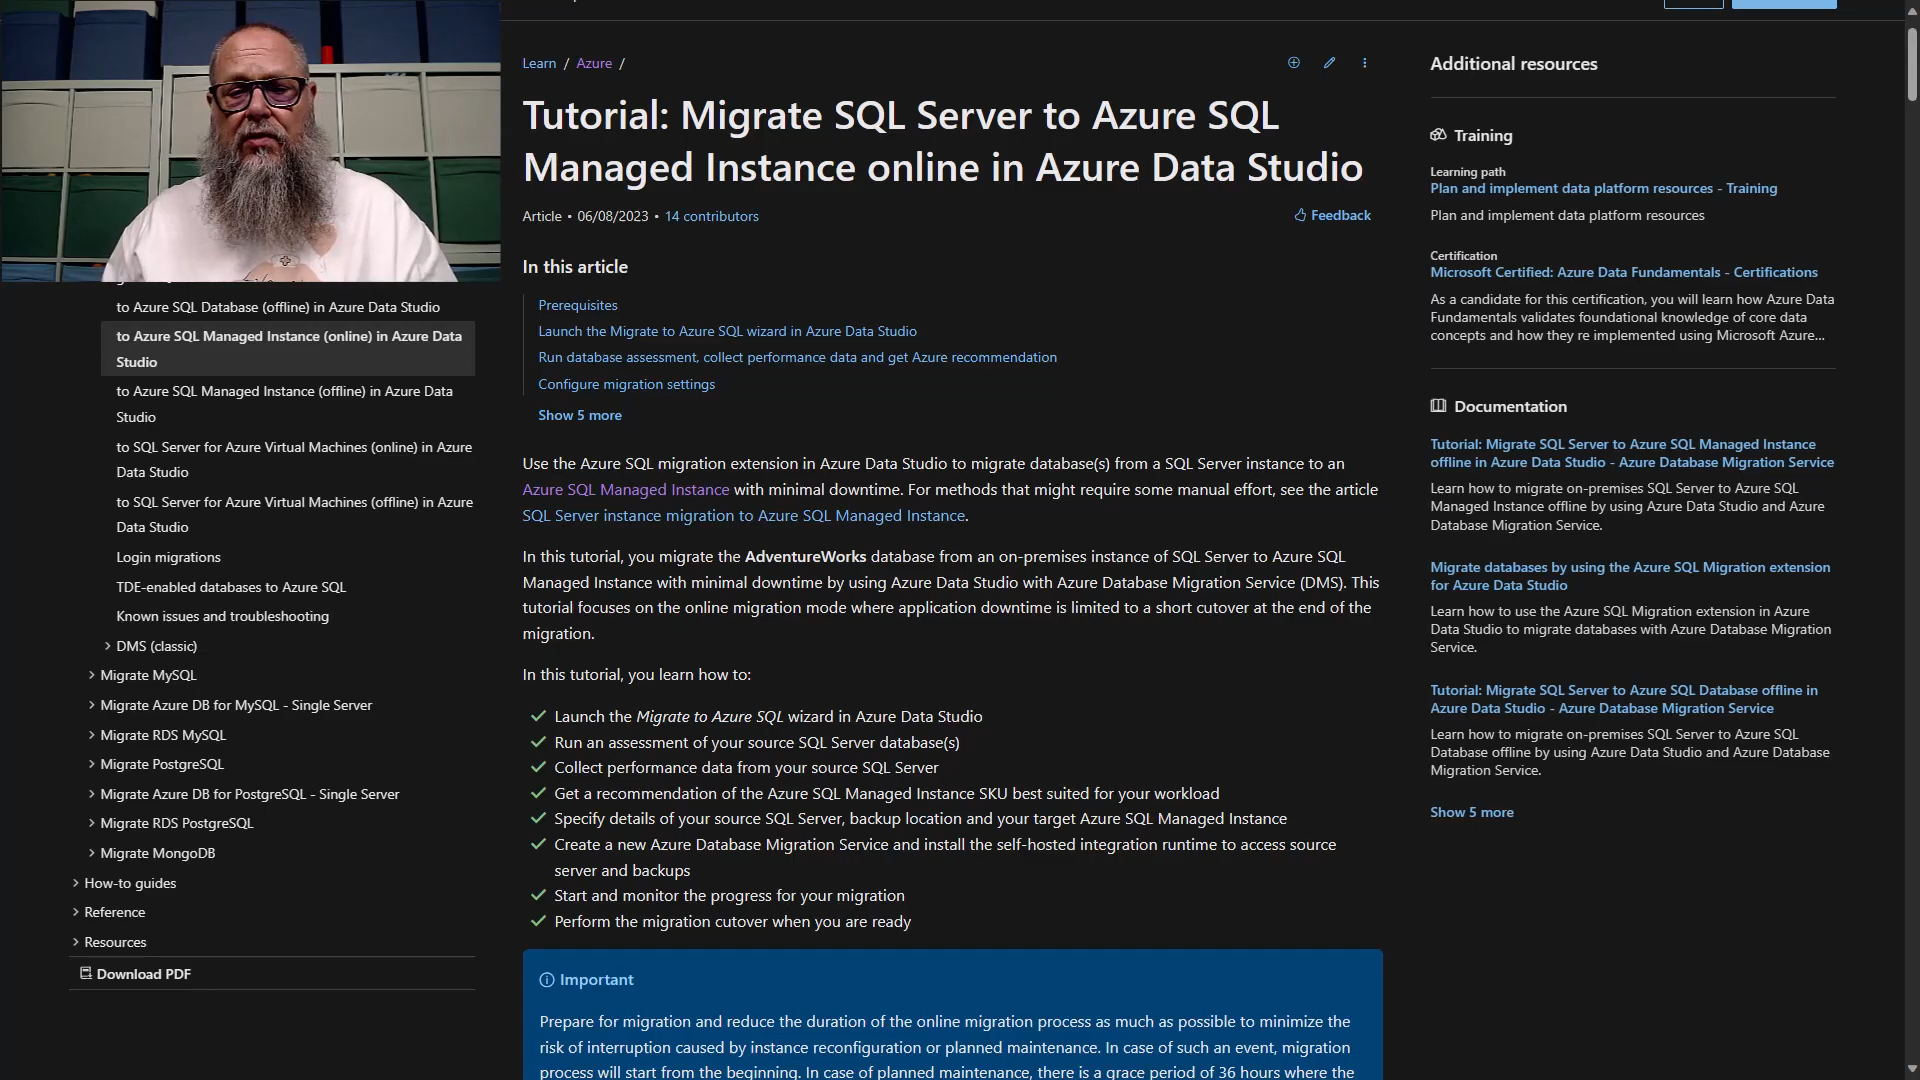 Learn / Azure /
Tutorial: Migrate SQL Server to Azure SQL
Managed Instance online in Azure Data Studio
Article • 06/08/2023 • 14 contributors
Feedback
In this article
Prerequisites
Launch the Migrate to Azure SQL wizard in Azure Data Studio
Run database assessment, collect performance data and get Azure recommendation
Configure migration settings
Show 5 more
Use the Azure SQL migration extension in Azure Data Studio to migrate database(s) from a SQL Server instance to an
Azure SQL Managed Instance with minimal downtime. For methods that might require some manual effort, see the article
SQL Server instance migration to Azure SQL Managed Instance.
In this tutorial, you migrate the AdventureWorks database from an on-premises instance of SQL Server to Azure SQL
Managed Instance with minimal downtime by using Azure Data Studio with Azure Database Migration Service (DMS). This
tutorial focuses on the online migration mode where application downtime is limited to a short cutover at the end of the
migration.
In this tutorial, you learn how to:
Launch the Migrate to Azure SQL wizard in Azure Data Studio
Run an assessment of your source SQL Server database(s)
Collect performance data from your source SQL Server
Get a recommendation of the Azure SQL Managed Instance SKU best suited for your workload
Specify details of your source SQL Server, backup location and your target Azure SQL Managed Instance
Create a new Azure Database Migration Service and install the self-hosted integration runtime to access source
server and backups
Start and monitor the progress for your migration
Perform the migration cutover when you are ready
Important
Prepare for migration and reduce the duration of the online migration process as much as possible to minimize the
risk of interruption caused by instance reconfiguration or planned maintenance. In case of such an event, migration
process will start from the beginning. In case of planned maintenance, there is a grace period of 36 hours where the
to Azure SQL Database (offline) in Azure Data Studio
to Azure SQL Managed Instance (online) in Azure Data
Studio
to Azure SQL Managed Instance (offline) in Azure Data
Studio
to SQL Server for Azure Virtual Machines (online) in Azure
Data Studio
to SQL Server for Azure Virtual Machines (offline) in Azure
Data Studio
Login migrations
TDE-enabled databases to Azure SQL
Known issues and troubleshooting
DMS (classic)
Migrate MySQL
Migrate Azure DB for MySQL - Single Server
Migrate RDS MySQL
Migrate PostgreSQL
Migrate Azure DB for PostgreSQL - Single Server
Migrate RDS PostgreSQL
Migrate MongoDB
How-to guides
Reference
Resources
Download PDF
Additional resources
Training
Learning path
Plan and implement data platform resources - Training
Plan and implement data platform resources
Certification
Microsoft Certified: Azure Data Fundamentals - Certifications
As a candidate for this certification, you will learn how Azure Data
Fundamentals validates foundational knowledge of core data
concepts and how they re implemented using Microsoft Azure...
Documentation
Tutorial: Migrate SQL Server to Azure SQL Managed Instance
offline in Azure Data Studio - Azure Database Migration Service
Learn how to migrate on-premises SQL Server to Azure SQL
Managed Instance offline by using Azure Data Studio and Azure
Database Migration Service.
Migrate databases by using the Azure SQL Migration extension
for Azure Data Studio
Learn how to use the Azure SQL Migration extension in Azure
Data Studio to migrate databases with Azure Database Migration
Service.
Tutorial: Migrate SQL Server to Azure SQL Database offline in
Azure Data Studio - Azure Database Migration Service
Learn how to migrate on-premises SQL Server to Azure SQL
Database offline by using Azure Data Studio and Azure Database
Migration Service.
Show 5 more